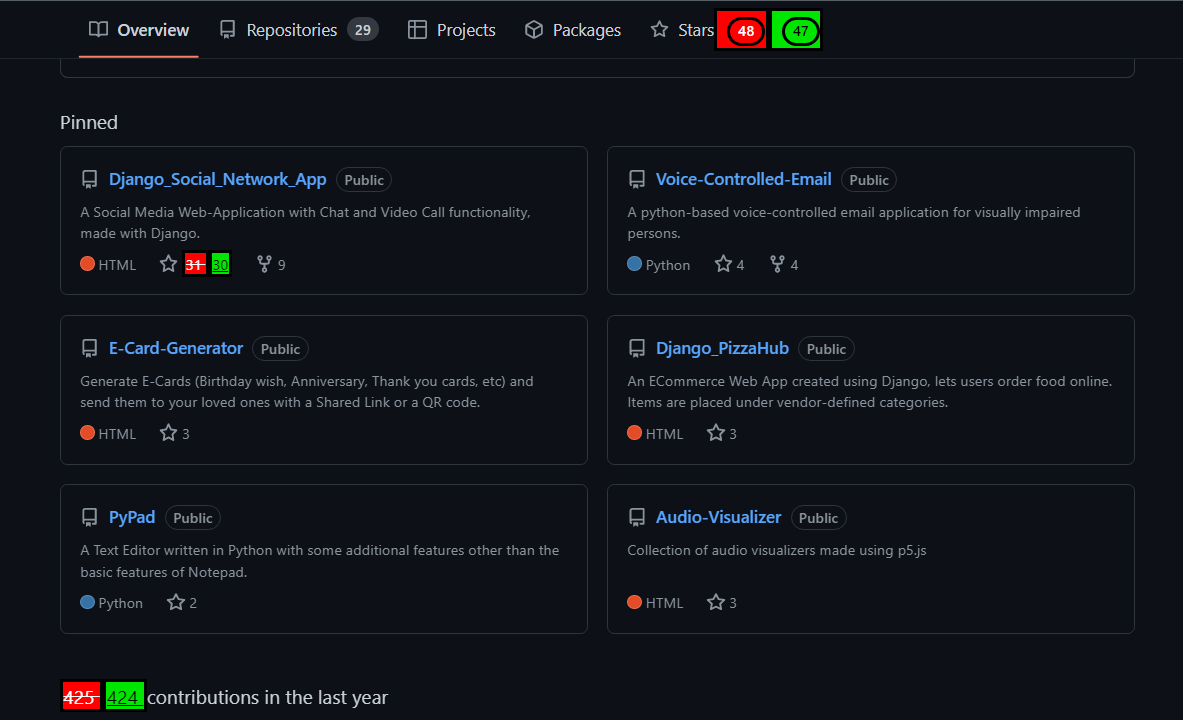 Overview Repositories 29 Projects Packages Stars 48 47
Pinned
Django_Social_Network_App Public
A Social Media Web-Application with Chat and Video Call functionality,
made with Django.
HTML 31 30 9
Voice-Controlled-Email Public
A python-based voice-controlled email application for visually impaired
persons.
Python 4 4
E-Card-Generator Public
Generate E-Cards (Birthday wish, Anniversary, Thank you cards, etc) and
send them to your loved ones with a Shared Link or a QR code.
HTML 3
Django_PizzaHub Public
An ECommerce Web App created using Django, lets users order food online.
Items are placed under vendor-defined categories.
HTML 3
PyPad Public
A Text Editor written in Python with some additional features other than the
basic features of Notepad.
Python 2
Audio-Visualizer Public
Collection of audio visualizers made using p5.js
HTML 3
425 424 contributions in the last year